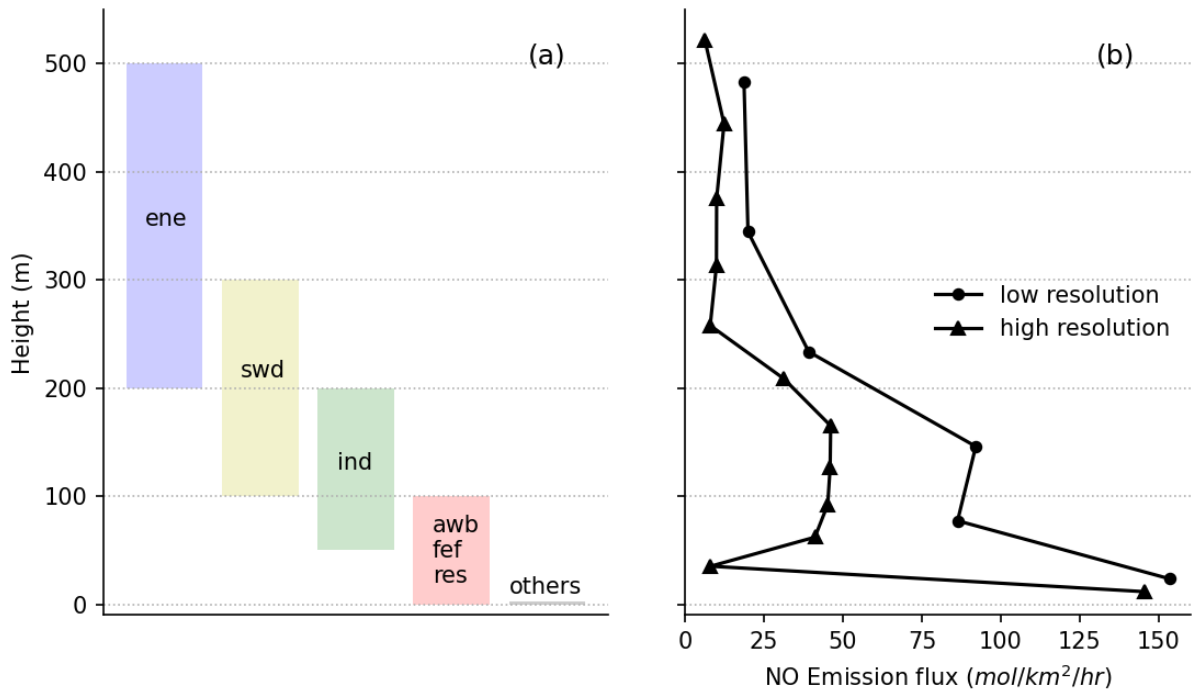 (a)
(b)
Height (m)
500
400
300
200
100
0
ene
swd
ind
awb
fef
res
others
low resolution
high resolution
0
25
50
75
100
125
150
NO Emission flux (mol/km²/hr)